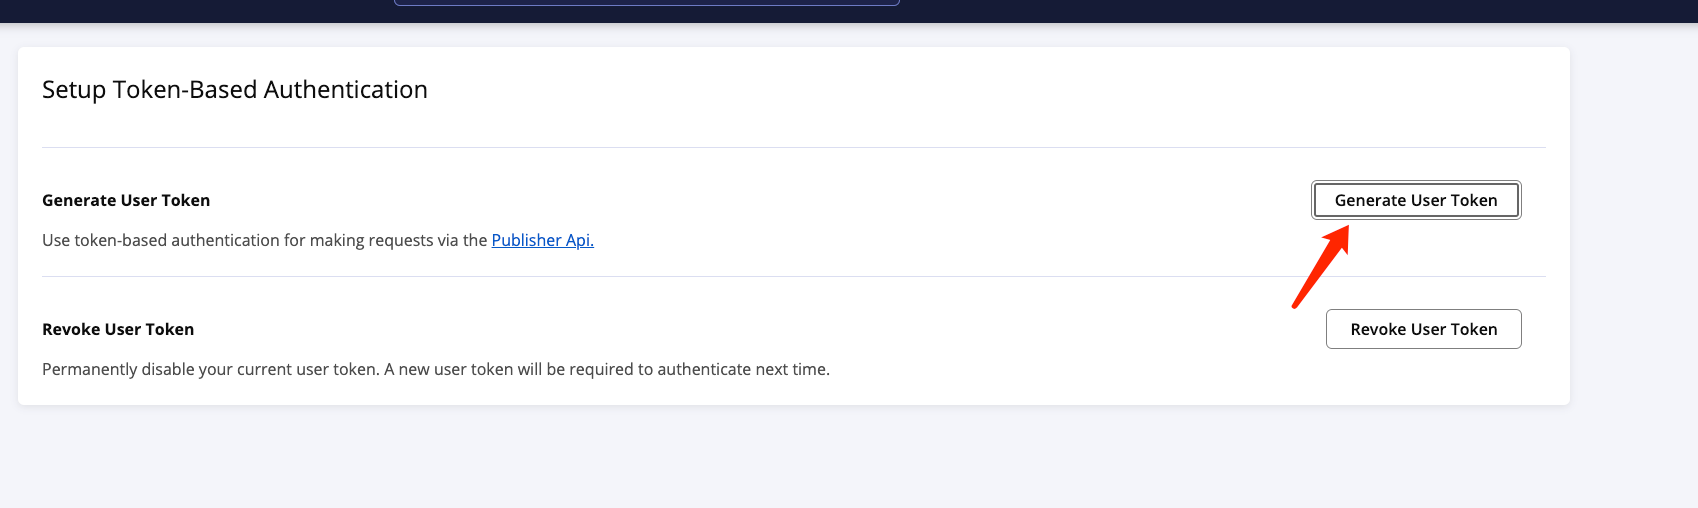 Setup Token-Based Authentication
Generate User Token
Generate User Token
Use token-based authentication for making requests via the Publisher Api.
Revoke User Token
Revoke User Token
Permanently disable your current user token. A new user token will be required to authenticate next time.